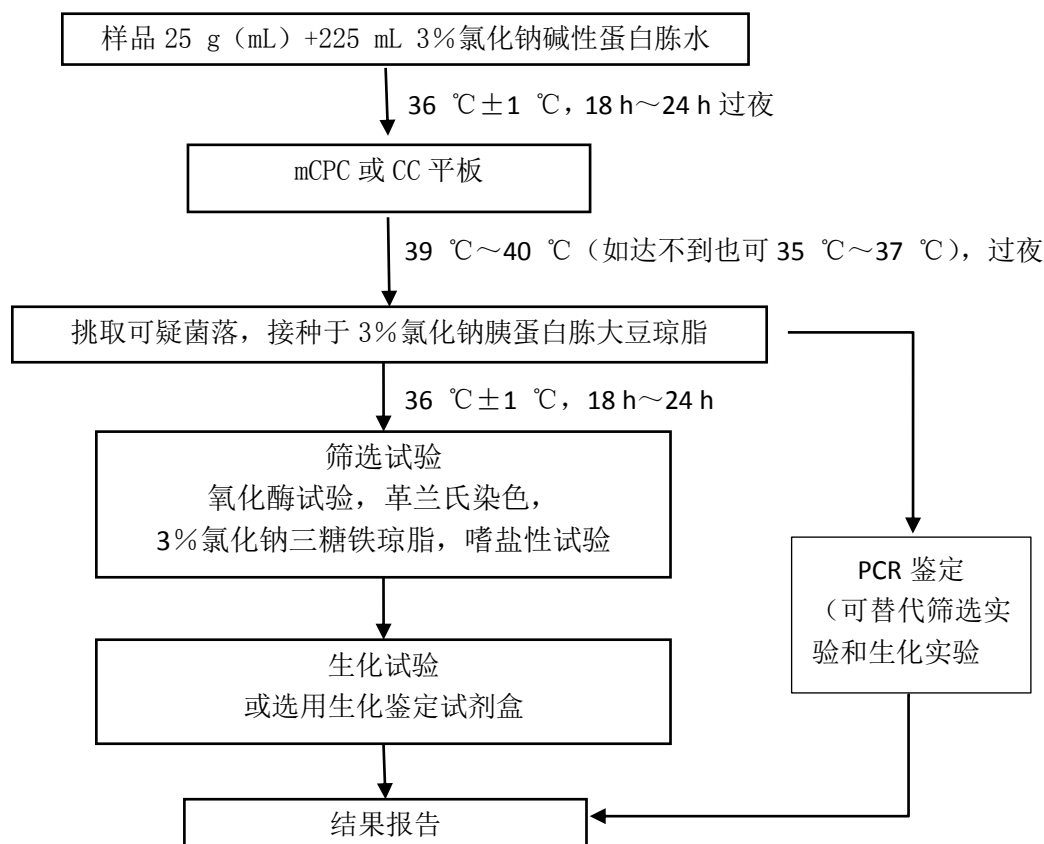 样品 25 g（mL）+225 mL 3%氯化钠碱性蛋白胨水
36 ℃±1 ℃，18 h～24 h 过夜
mCPC 或 CC 平板
39 ℃～40 ℃（如达不到也可 35 ℃～37 ℃），过夜
挑取可疑菌落，接种于 3%氯化钠胰蛋白胨大豆琼脂
36 ℃±1 ℃，18 h～24 h
筛选试验
氧化酶试验，革兰氏染色，
3%氯化钠三糖铁琼脂，嗜盐性试验
PCR 鉴定
（可替代筛选实
验和生化实验
生化试验
或选用生化鉴定试剂盒
结果报告